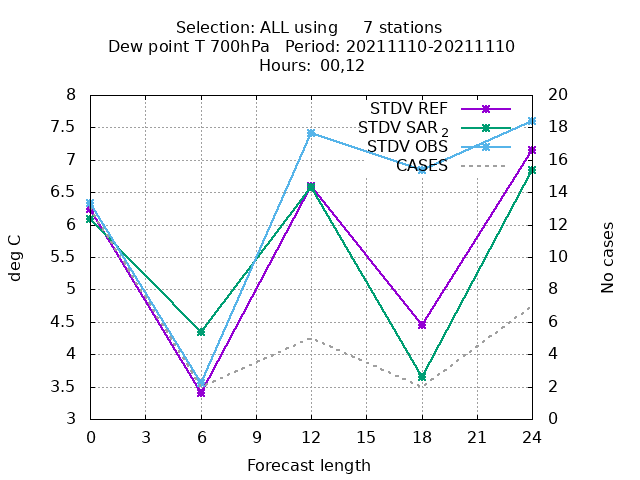 Selection: ALL using     7 stations
Dew point T 700hPa   Period: 20211110-20211110
Hours: 00,12
8
7.5
7
6.5
6
5.5
5
4.5
4
3.5
3
deg C
STDV REF
STDV SAR 2
STDV OBS
CASES
20
18
16
14
12
10
8
6
4
2
0
No cases
0 3 6 9 12 15 18 21 24
Forecast length